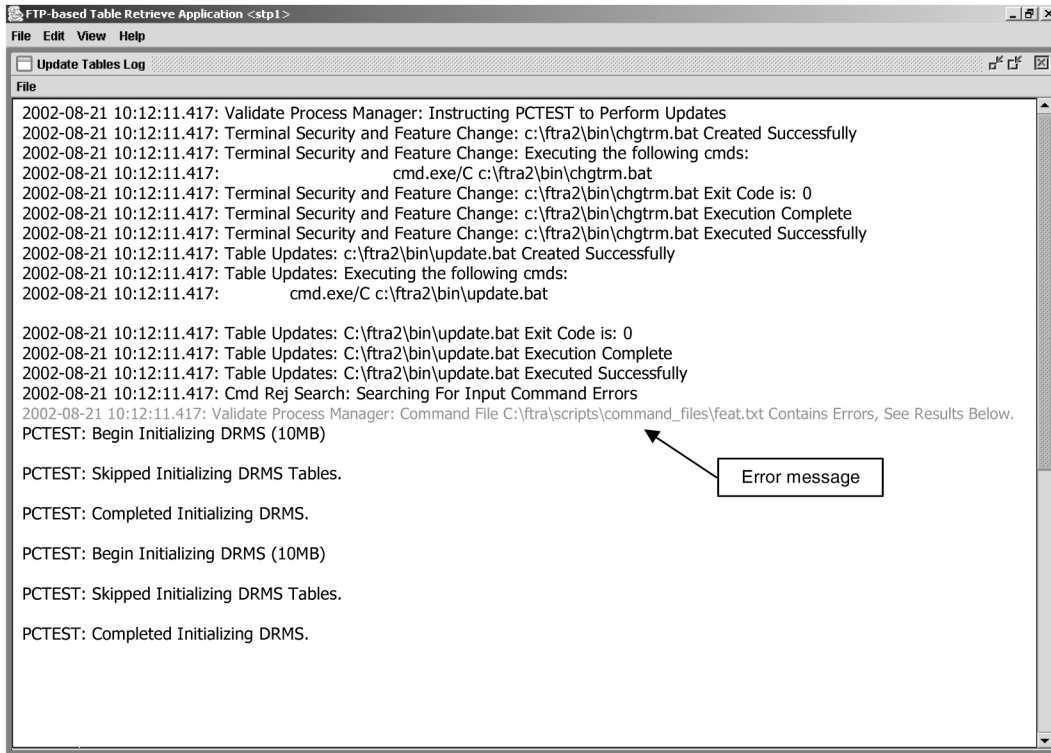 FTP-based Table Retrieve Application <stp1>
File Edit View Help
Update Tables Log
File
2002-08-21 10:12:11.417: Validate Process Manager: Instructing PCTEST to Perform Updates
2002-08-21 10:12:11.417: Terminal Security and Feature Change: c:\ftra2\bin\chgtrm.bat Created Successfully
2002-08-21 10:12:11.417: Terminal Security and Feature Change: Executing the following cmds:
2002-08-21 10:12:11.417: cmd.exe/C c:\ftra2\bin\chgtrm.bat
2002-08-21 10:12:11.417: Terminal Security and Feature Change: c:\ftra2\bin\chgtrm.bat Exit Code is: 0
2002-08-21 10:12:11.417: Terminal Security and Feature Change: c:\ftra2\bin\chgtrm.bat Execution Complete
2002-08-21 10:12:11.417: Terminal Security and Feature Change: c:\ftra2\bin\chgtrm.bat Executed Successfully
2002-08-21 10:12:11.417: Table Updates: c:\ftra2\bin\update.bat Created Successfully
2002-08-21 10:12:11.417: Table Updates: Executing the following cmds:
2002-08-21 10:12:11.417: cmd.exe/C c:\ftra2\bin\update.bat
2002-08-21 10:12:11.417: Table Updates: C:\ftra2\bin\update.bat Exit Code is: 0
2002-08-21 10:12:11.417: Table Updates: C:\ftra2\bin\update.bat Execution Complete
2002-08-21 10:12:11.417: Table Updates: C:\ftra2\bin\update.bat Executed Successfully
2002-08-21 10:12:11.417: Cmd Rej Search: Searching For Input Command Errors
2002-08-21 10:12:11.417: Validate Process Manager: Command File C:\ftra\scripts\command_files\feat.txt Contains Errors, See Results Below.
PCTEST: Begin Initializing DRMS (10MB)
PCTEST: Skipped Initializing DRMS Tables.
Error message
PCTEST: Completed Initializing DRMS.
PCTEST: Begin Initializing DRMS (10MB)
PCTEST: Skipped Initializing DRMS Tables.
PCTEST: Completed Initializing DRMS.